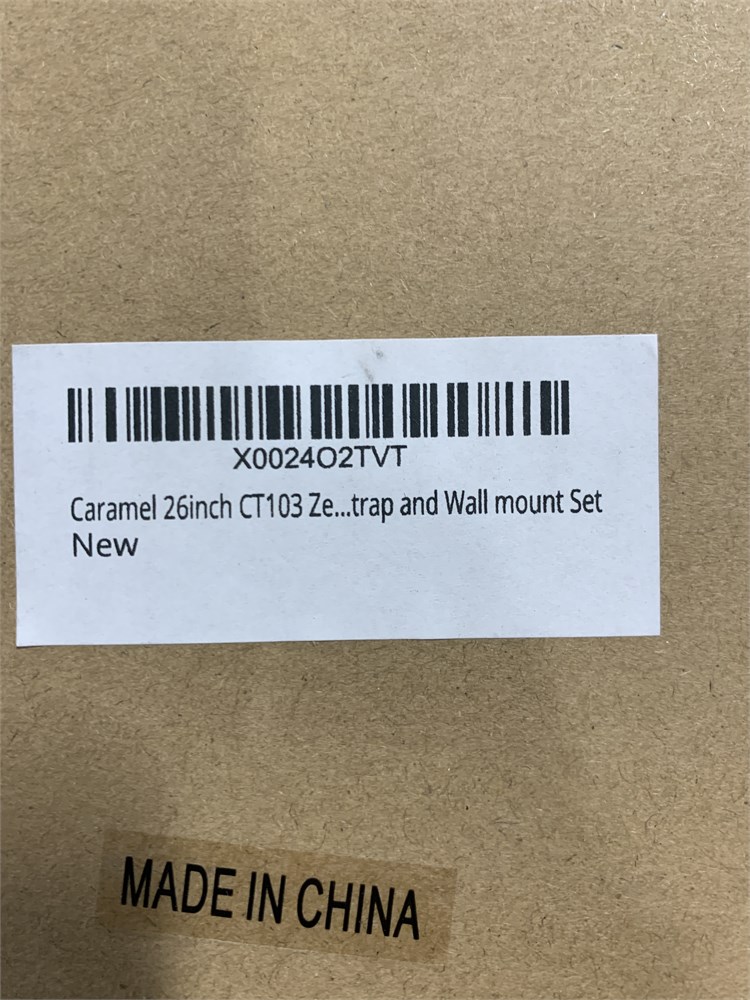 X0024O2TVT
Caramel 26inch CT103 Ze...trap and Wall mount Set
New
MADE IN CHINA